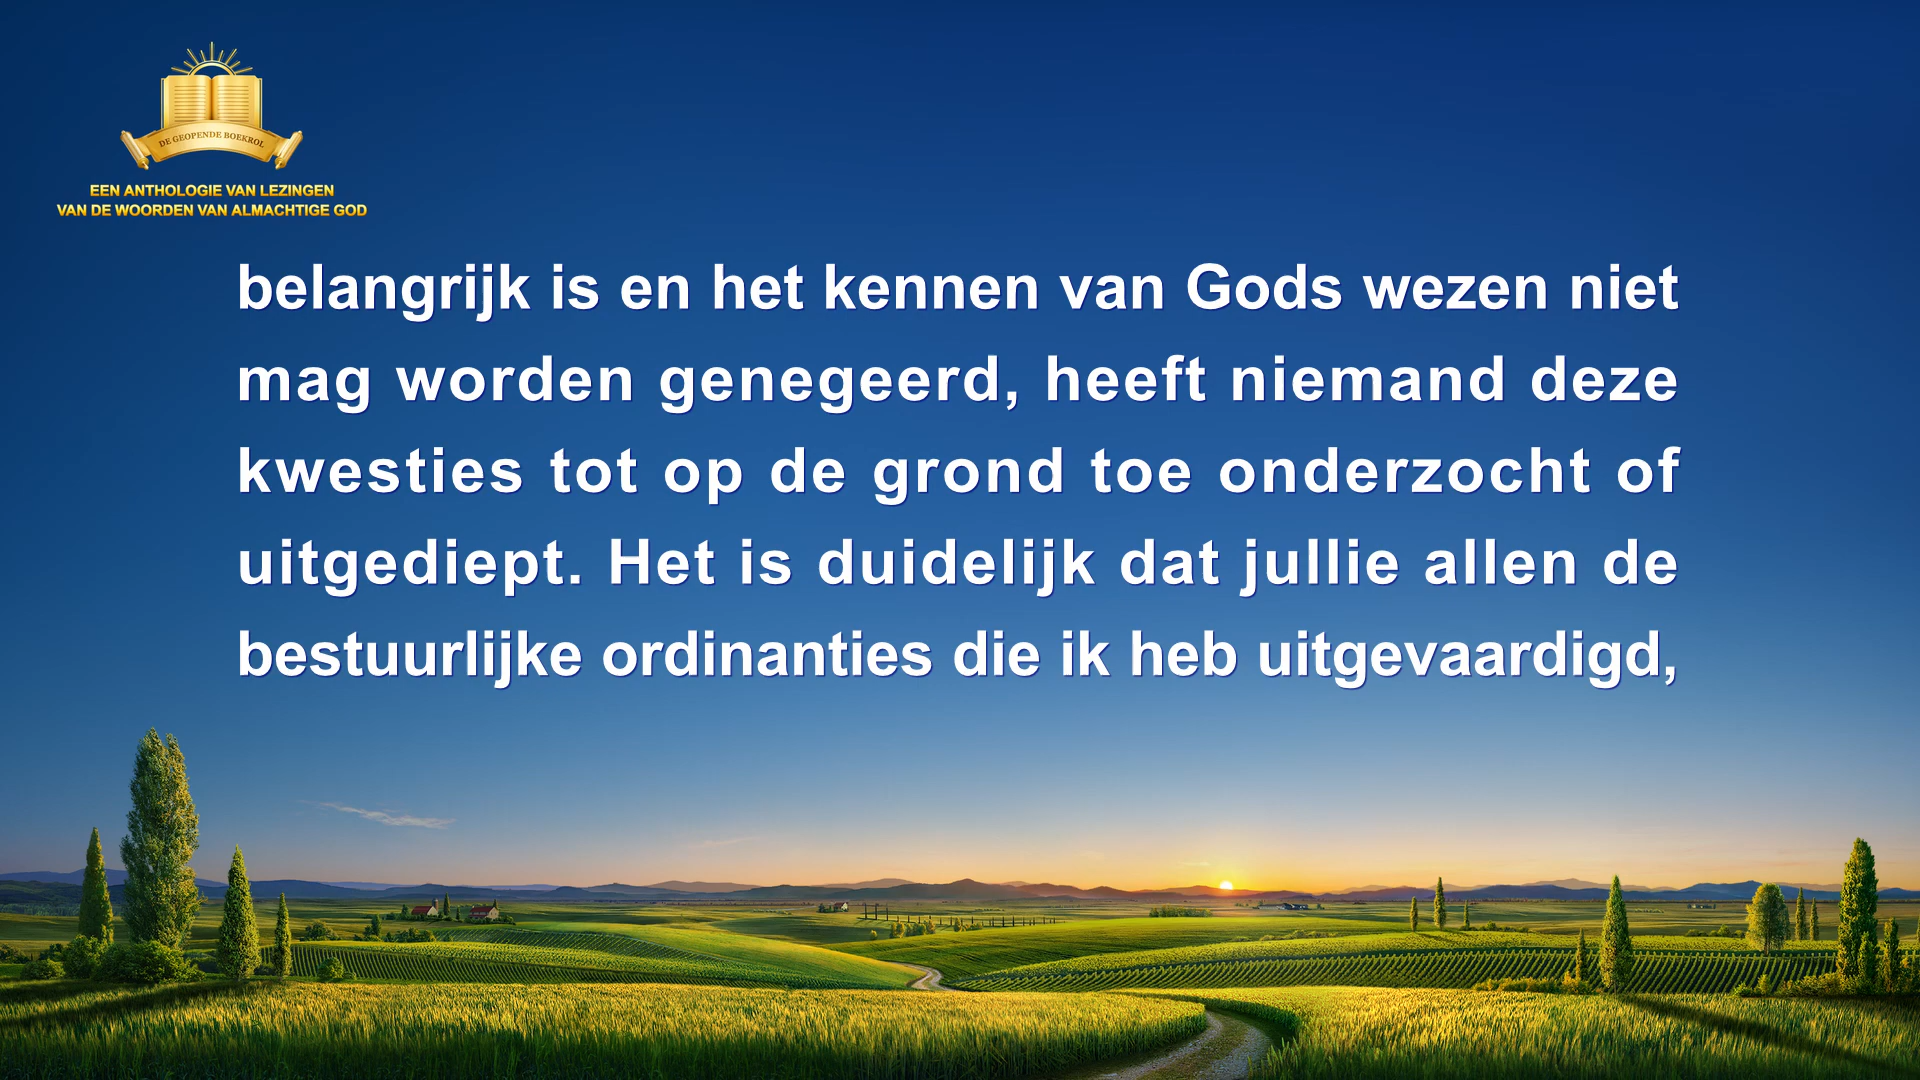 DE GEOPENDE BOEKROL
EEN ANTHOLOGIE VAN LEZINGEN
VAN DE WOORDEN VAN ALMACHTIGE GOD
belangrijk is en het kennen van Gods wezen niet
mag worden genegeerd, heeft niemand deze
kwesties tot op de grond toe onderzocht of
uitgediept. Het is duidelijk dat jullie allen de
bestuurlijke ordinanties die ik heb uitgevaardigd,